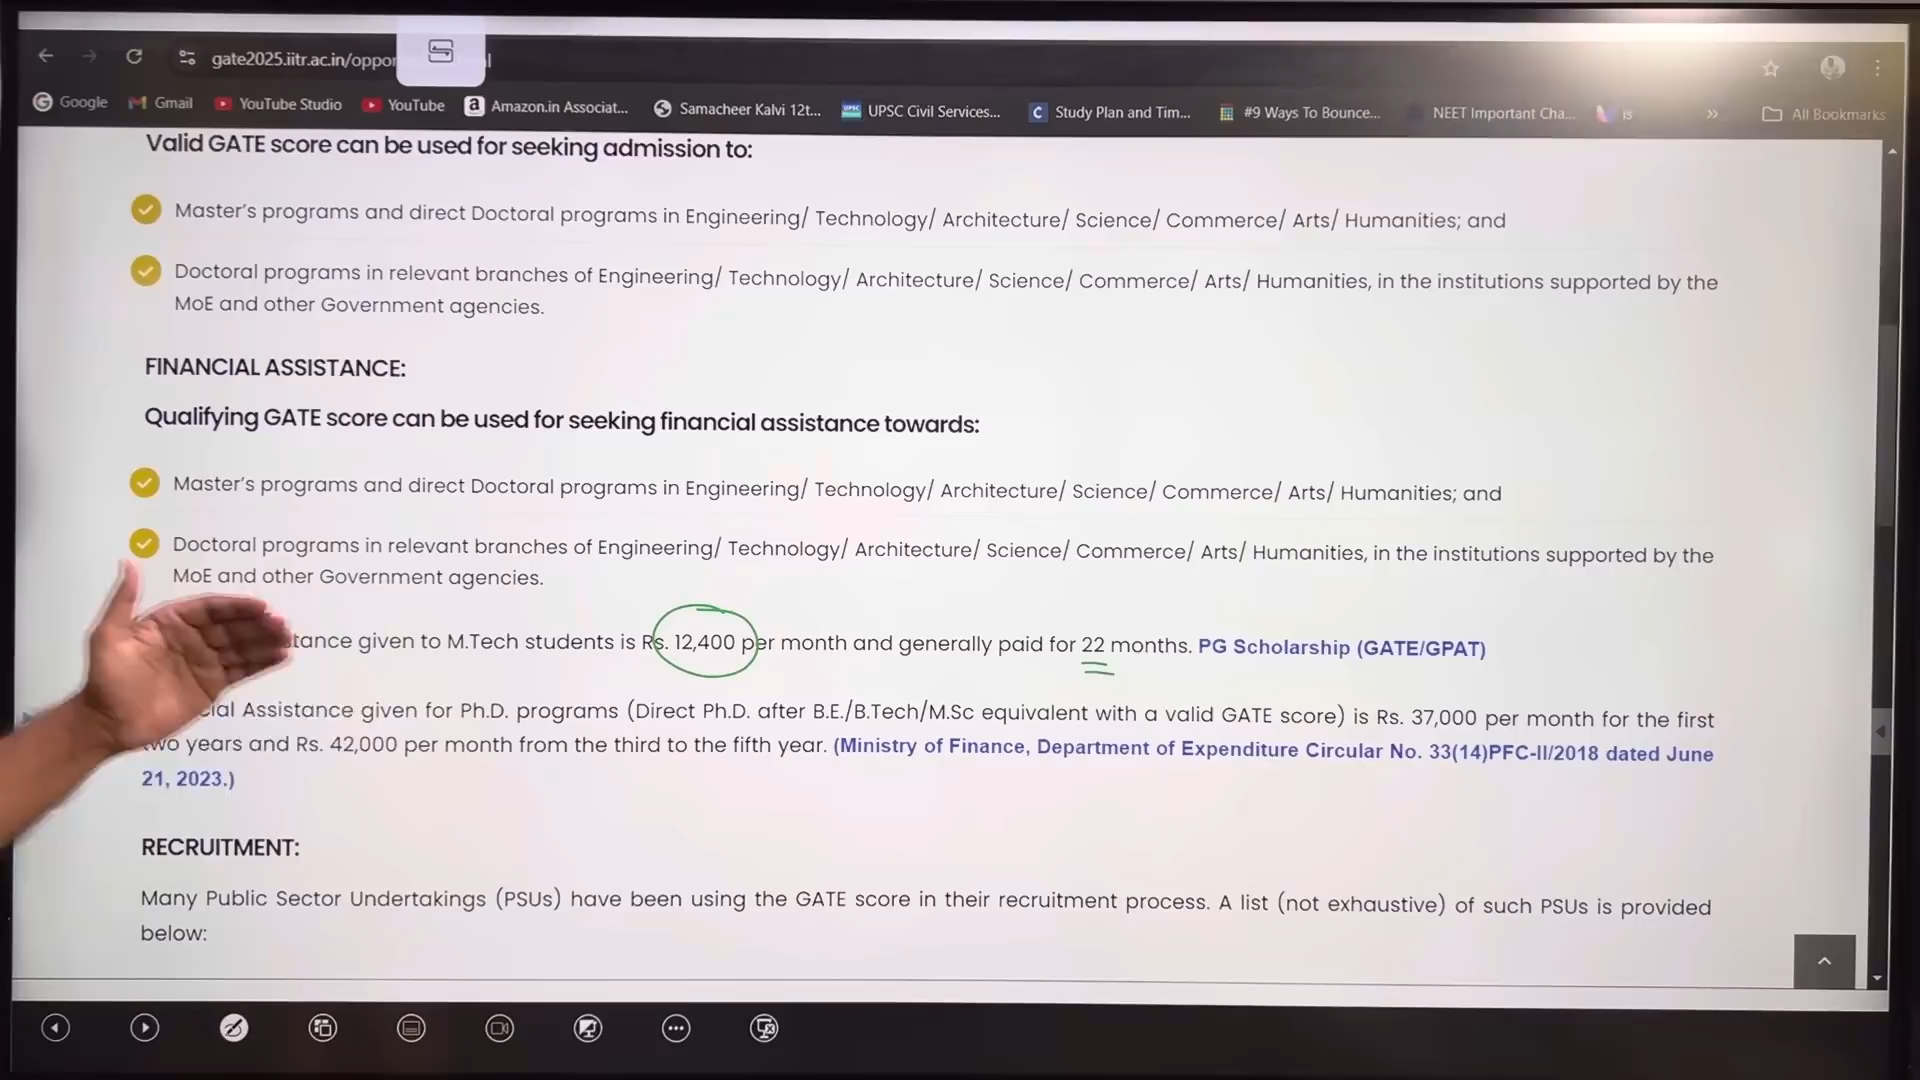 gate2025.iitr.ac.in/oppor
Google Gmail YouTube Studio YouTube Amazon.in Associat... Samacheer Kalvi 12t... UPSC Civil Services... Study Plan and Tim... #9 Ways To Bounce... NEET Important Cha... is » All Bookmarks
Valid GATE score can be used for seeking admission to:
Master's programs and direct Doctoral programs in Engineering/ Technology/ Architecture/ Science/ Commerce/ Arts/ Humanities; and
Doctoral programs in relevant branches of Engineering/ Technology/ Architecture/ Science/ Commerce/ Arts/ Humanities, in the institutions supported by the
MoE and other Government agencies.
FINANCIAL ASSISTANCE:
Qualifying GATE score can be used for seeking financial assistance towards:
Master's programs and direct Doctoral programs in Engineering/ Technology/ Architecture/ Science/ Commerce/ Arts/ Humanities; and
Doctoral programs in relevant branches of Engineering/ Technology/ Architecture/ Science/ Commerce/ Arts/ Humanities, in the institutions supported by the
MoE and other Government agencies.
given to M.Tech students is Rs. 12,400 per month and generally paid for 22 months. PG Scholarship (GATE/GPAT)
Assistance given for Ph.D. programs (Direct Ph.D. after B.E./B.Tech/M.Sc equivalent with a valid GATE score) is Rs. 37,000 per month for the first
two years and Rs. 42,000 per month from the third to the fifth year. (Ministry of Finance, Department of Expenditure Circular No. 33(14)PFC-II/2018 dated June
21, 2023.)
RECRUITMENT:
Many Public Sector Undertakings (PSUs) have been using the GATE score in their recruitment process. A list (not exhaustive) of such PSUs is provided
below: